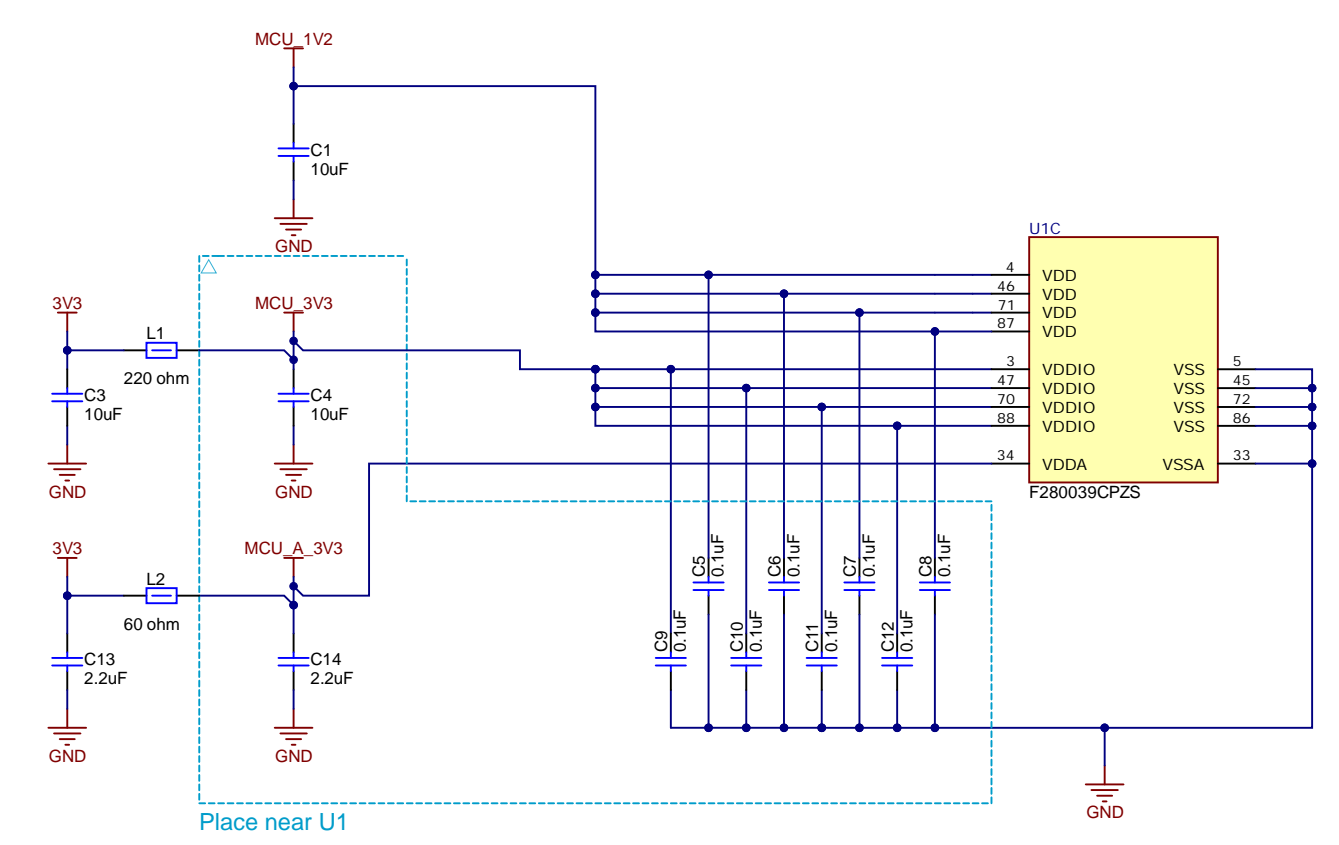 MCU_1V2
C1
10uF
GND
U1C
4 VDD
46 VDD
71 VDD
87 VDD
3 VDDIO VSS 5
47 VDDIO VSS 45
70 VDDIO VSS 72
88 VDDIO VSS 86
34 VDDA VSSA 33
F280039CPZS
3V3
L1
220 ohm
C3
10uF
GND
MCU_3V3
C4
10uF
GND
3V3
L2
60 ohm
C13
2.2uF
GND
MCU_A_3V3
C14
2.2uF
GND
C5
0.1uF
C6
0.1uF
C7
0.1uF
C8
0.1uF
C9
0.1uF
C10
0.1uF
C11
0.1uF
C12
0.1uF
GND
Place near U1